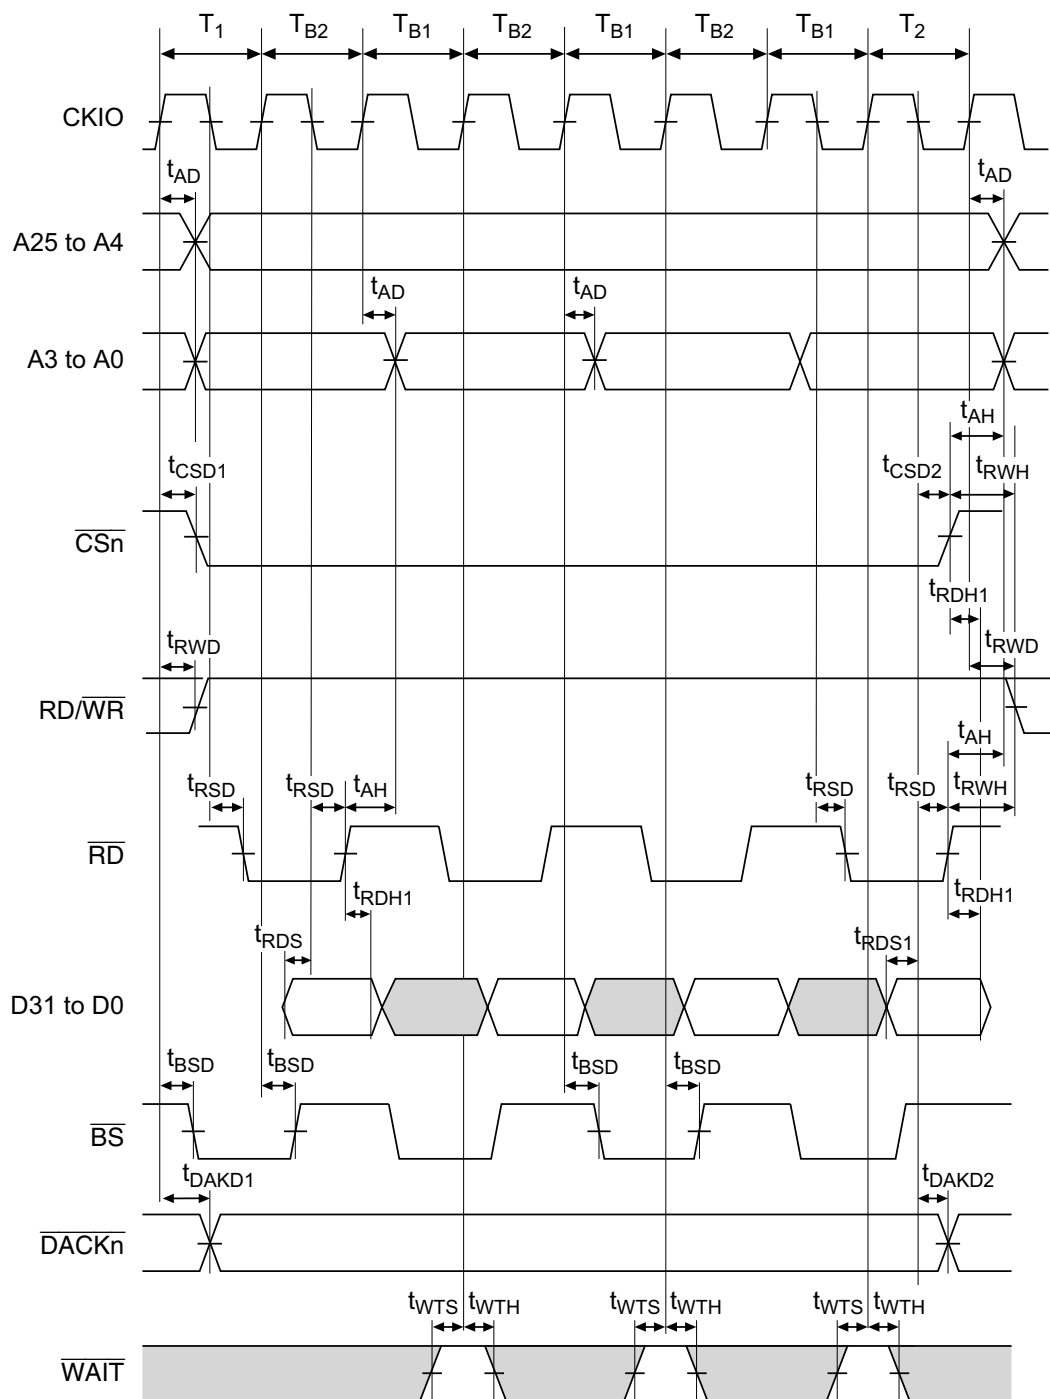 T1 TB2 TB1 TB2 TB1 TB2 TB1 T2
CKIO
tAD tAD
A25 to A4
tAD tAD
A3 to A0
tAH
tCSD1 tCSD2 tRWH
CSn
tRDH1
tRWD tRWD
RD/WR
tAH
tRSD tRSD tAH tRSD tRSD tRWH
RD
tRDH1 tRDH1
tRDS tRDS1
D31 to D0
tBSD tBSD tBSD tBSD
BS
tDAKD1 tDAKD2
DACKn
tWTS tWTH tWTS tWTH tWTS tWTH
WAIT